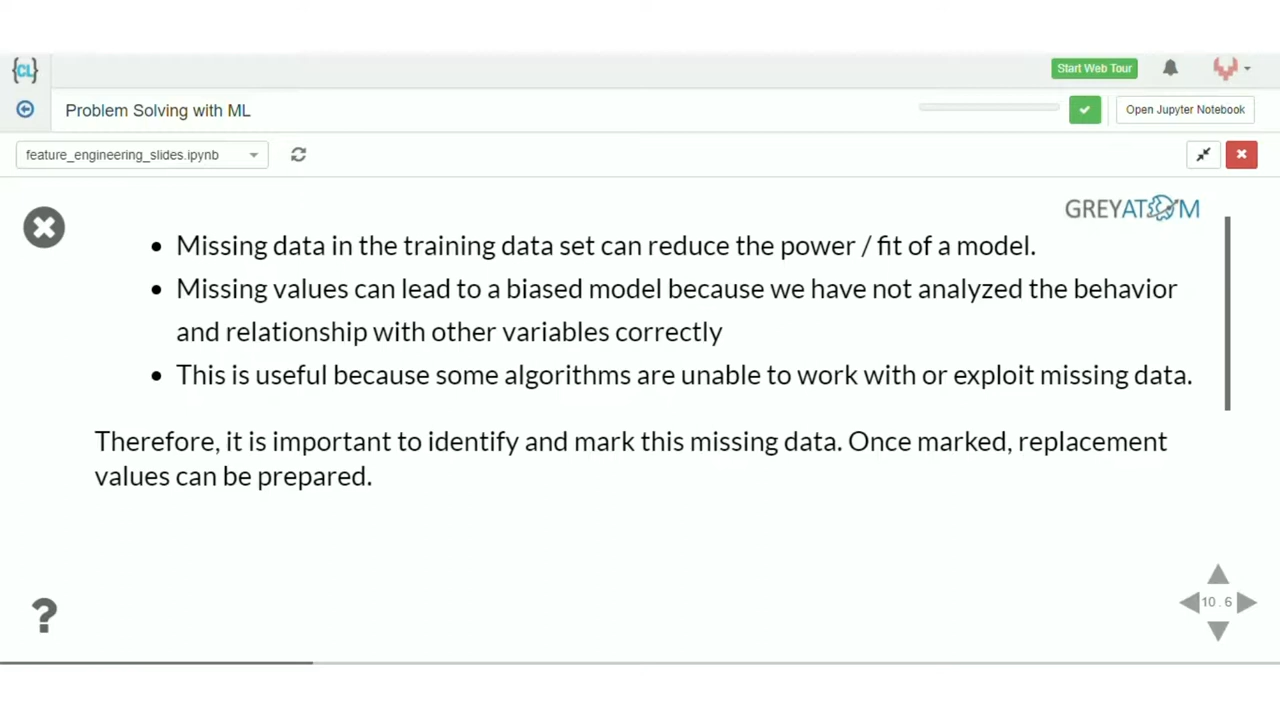 {CL}
Start Web Tour
Problem Solving with ML
Open Jupyter Notebook
feature_engineering_slides.ipynb
GREYATOM
Missing data in the training data set can reduce the power / fit of a model.
Missing values can lead to a biased model because we have not analyzed the behavior
and relationship with other variables correctly
This is useful because some algorithms are unable to work with or exploit missing data.
Therefore, it is important to identify and mark this missing data. Once marked, replacement
values can be prepared.
?
10.6